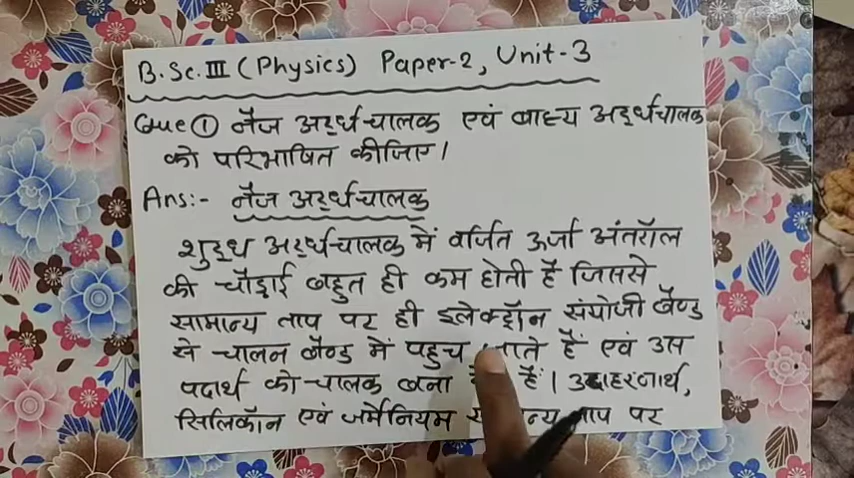 B.Sc.III (Physics) Paper-2, Unit-3
Que ① नैज अर्द्धचालक एवं बाह्य अर्द्धचालक
को परिभाषित कीजिए।
Ans:- नैज अर्द्धचालक
शुद्ध अर्द्धचालक में वर्जित ऊर्जा अंतरॉल
की चौड़ाई बहुत ही कम होती है जिससे
सामान्य ताप पर ही इलेक्ट्रॉन संयोजी बैण्ड
से चालन बैण्ड में पहुच जाते हैं एवं उस
पदार्थ को चालक बना है। उदाहरणार्थ,
सिलिकॉन एवं जर्मेनियम ताप पर